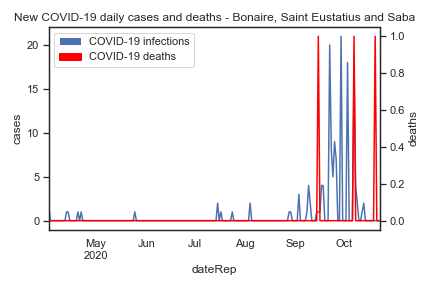 New COVID-19 daily cases and deaths - Bonaire, Saint Eustatius and Saba
COVID-19 infections
COVID-19 deaths
cases
20
15
10
5
0
deaths
1.0
0.8
0.6
0.4
0.2
0.0
May
2020
Jun
Jul
Aug
Sep
Oct
dateRep